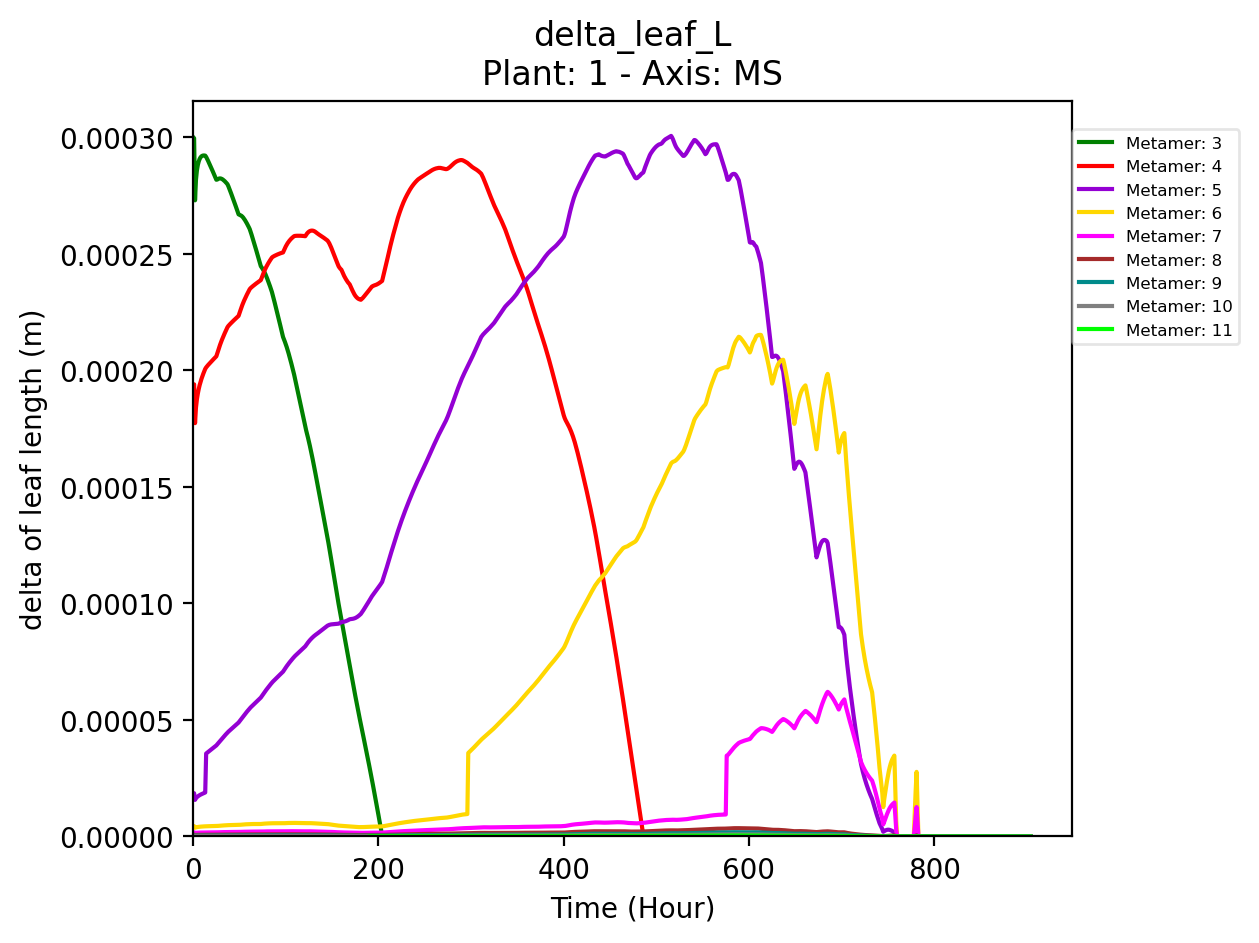 delta_leaf_L
Plant: 1 - Axis: MS
delta of leaf length (m)
0.00030
0.00025
0.00020
0.00015
0.00010
0.00005
0.00000
0
200
400
600
800
Time (Hour)
Metamer: 3
Metamer: 4
Metamer: 5
Metamer: 6
Metamer: 7
Metamer: 8
Metamer: 9
Metamer: 10
Metamer: 11